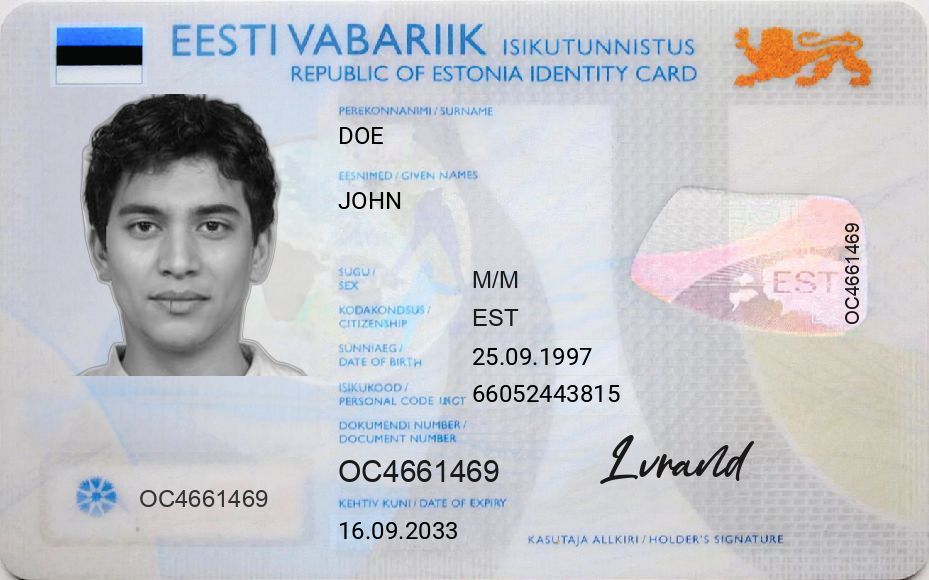 EESTI VABARIIK ISIKUTUNNISTUS
REPUBLIC OF ESTONIA IDENTITY CARD
PEREKONNANIMI / SURNAME
DOE
EESNIMED / GIVEN NAMES
JOHN
SUGU /
SEX
M/M
KODAKONDSUS /
CITIZENSHIP
EST
SÜNNIAEG /
DATE OF BIRTH
25.09.1997
ISIKUKOOD /
PERSONAL CODE
66052443815
DOKUMENDI NUMBER /
DOCUMENT NUMBER
OC4661469
KEHTIV KUNI / DATE OF EXPIRY
16.09.2033
OC4661469
EST
OC4661469
KASUTAJA ALLKIRI / HOLDER'S SIGNATURE